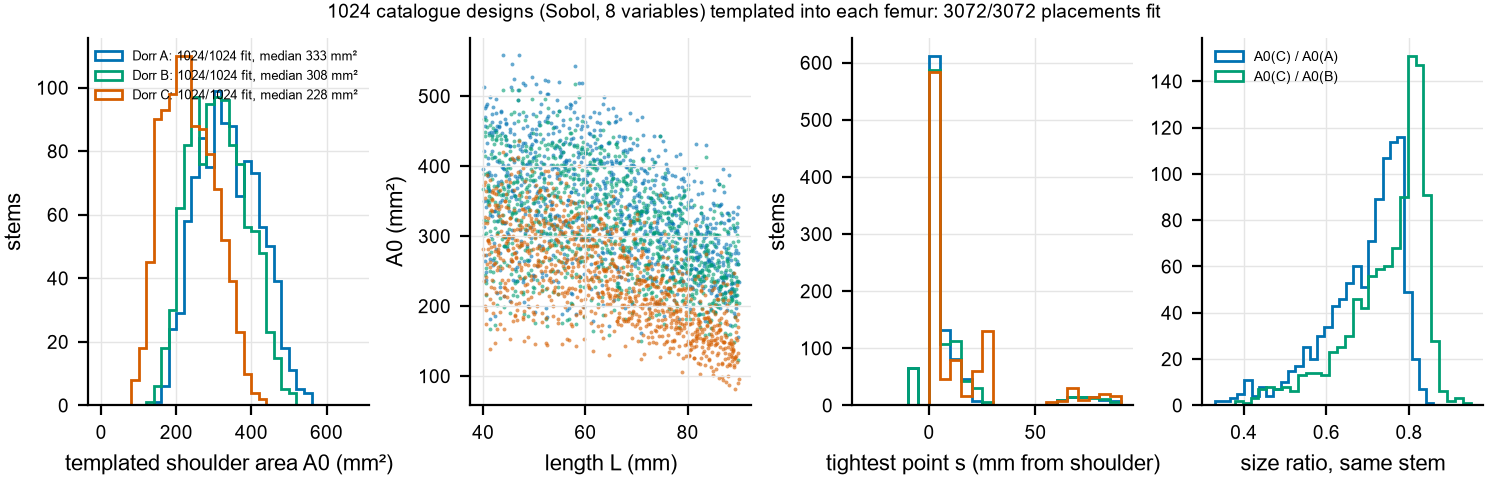 1024 catalogue designs (Sobol, 8 variables) templated into each femur: 3072/3072 placements fit
Dorr A: 1024/1024 fit, median 333 mm²
Dorr B: 1024/1024 fit, median 308 mm²
Dorr C: 1024/1024 fit, median 228 mm²
stems
0
20
40
60
80
100
0
200
400
600
templated shoulder area A0 (mm²)
A0 (mm²)
100
200
300
400
500
40
60
80
length L (mm)
stems
0
100
200
300
400
500
600
0
50
tightest point s (mm from shoulder)
A0(C) / A0(A)
A0(C) / A0(B)
0
20
40
60
80
100
120
140
0.4
0.6
0.8
size ratio, same stem